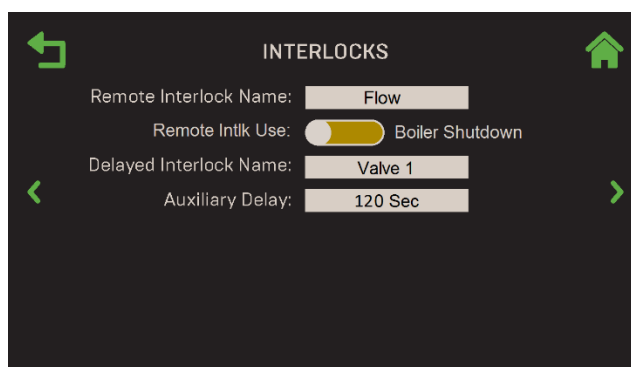 INTERLOCKS
Remote Interlock Name: Flow
Remote Intlk Use: Boiler Shutdown
Delayed Interlock Name: Valve 1
Auxiliary Delay: 120 Sec